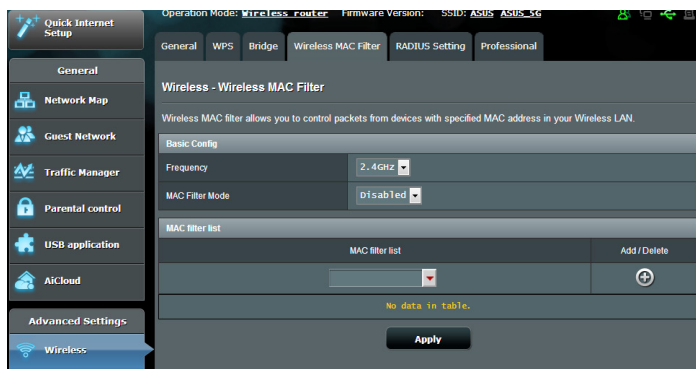 Quick Internet
Setup
Operation Mode: Wireless router Firmware Version: SSID: ASUS ASUS_5G
General WPS Bridge Wireless MAC Filter RADIUS Setting Professional
General
Network Map
Guest Network
Traffic Manager
Parental control
USB application
AiCloud
Advanced Settings
Wireless
Wireless - Wireless MAC Filter
Wireless MAC filter allows you to control packets from devices with specified MAC address in your Wireless LAN.
Basic Config
Frequency 2.4GHz
MAC Filter Mode Disabled
MAC filter list
MAC filter list Add / Delete
No data in table.
Apply